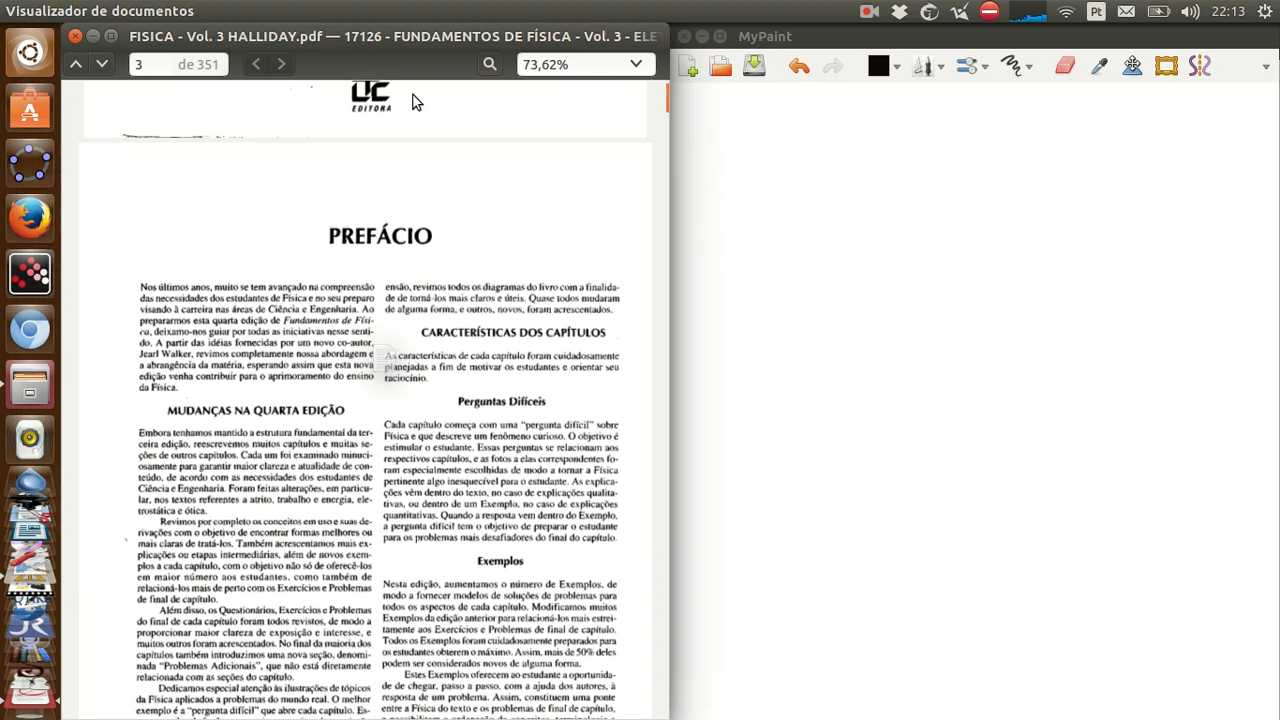 Visualizador de documentos
Pt
22:13
FISICA - Vol. 3 HALLIDAY.pdf — 17126 - FUNDAMENTOS DE FÍSICA - Vol. 3 - ELET
MyPaint
3 de 351
73,62%
EDITORA
PREFÁCIO
Nos últimos anos, muito se tem avançado na compreensão
das necessidades dos estudantes de Física e no seu preparo
visando à carreira nas áreas de Ciência e Engenharia. Ao
prepararmos esta quarta edição de Fundamentos de Físi-
ca, deixamo-nos guiar por todas as iniciativas nesse senti-
do. A partir das idéias fornecidas por um novo co-autor,
Jearl Walker, revimos completamente nossa abordagem e
a abrangência da matéria, esperando assim que esta nova
edição venha contribuir para o aprimoramento do ensino
da Física.
MUDANÇAS NA QUARTA EDIÇÃO
Embora tenhamos mantido a estrutura fundamental da ter-
ceira edição, reescrevemos muitos capítulos e muitas se-
ções de outros capítulos. Cada um foi examinado minuci-
osamente para garantir maior clareza e atualidade de con-
teúdo, de acordo com as necessidades dos estudantes de
Ciência e Engenharia. Foram feitas alterações, em particu-
lar, nos textos referentes a atrito, trabalho e energia, ele-
trostática e ótica.
Revimos por completo os conceitos em uso e suas de-
rivações com o objetivo de encontrar formas melhores ou
mais claras de tratá-los. Também acrescentamos mais ex-
plicações ou etapas intermediárias, além de novos exem-
plos a cada capítulo, com o objetivo não só de oferecê-los
em maior número aos estudantes, como também de
relacioná-los mais de perto com os Exercícios e Problemas
de final de capítulo.
Além disso, os Questionários, Exercícios e Problemas
do final de cada capítulo foram todos revistos, de modo a
proporcionar maior clareza de exposição e interesse, e
muitos outros foram acrescentados. No final da maioria dos
capítulos também introduzimos uma nova seção, denomi-
nada “Problemas Adicionais”, que não está diretamente
relacionada com as seções do capítulo.
Dedicamos especial atenção às ilustrações de tópicos
da Física aplicados a problemas do mundo real. O melhor
exemplo é a “pergunta difícil” que abre cada capítulo. Es-
ensão, revimos todos os diagramas do livro com a finalida-
de de torná-los mais claros e úteis. Quase todos mudaram
de alguma forma, e outros, novos, foram acrescentados.
CARACTERÍSTICAS DOS CAPÍTULOS
As características de cada capítulo foram cuidadosamente
planejadas a fim de motivar os estudantes e orientar seu
raciocínio.
Perguntas Difíceis
Cada capítulo começa com uma “pergunta difícil” sobre
Física e que descreve um fenômeno curioso. O objetivo é
estimular o estudante. Essas perguntas se relacionam aos
respectivos capítulos, e as fotos a elas correspondentes fo-
ram especialmente escolhidas de modo a tornar a Física
pertinente algo inesquecível para o estudante. As explica-
ções vêm dentro do texto, no caso de explicações qualita-
tivas, ou dentro de um Exemplo, no caso de explicações
quantitativas. Quando a resposta vem dentro do Exemplo,
a pergunta difícil tem o objetivo de preparar o estudante
para os problemas mais desafiadores do final do capítulo.
Exemplos
Nesta edição, aumentamos o número de Exemplos, de
modo a fornecer modelos de soluções de problemas para
todos os aspectos de cada capítulo. Modificamos muitos
Exemplos da edição anterior para relacioná-los mais estrei-
tamente aos Exercícios e Problemas de final de capítulo.
Todos os Exemplos foram cuidadosamente preparados para
os estudantes obterem o máximo. Assim, mais de 50% deles
podem ser considerados novos de alguma forma.
Estes Exemplos oferecem ao estudante a oportunida-
de de chegar, passo a passo, com a ajuda dos autores, à
resposta de um problema. Assim, constituem uma ponte
entre a Física do texto e os problemas de final de capítulo,